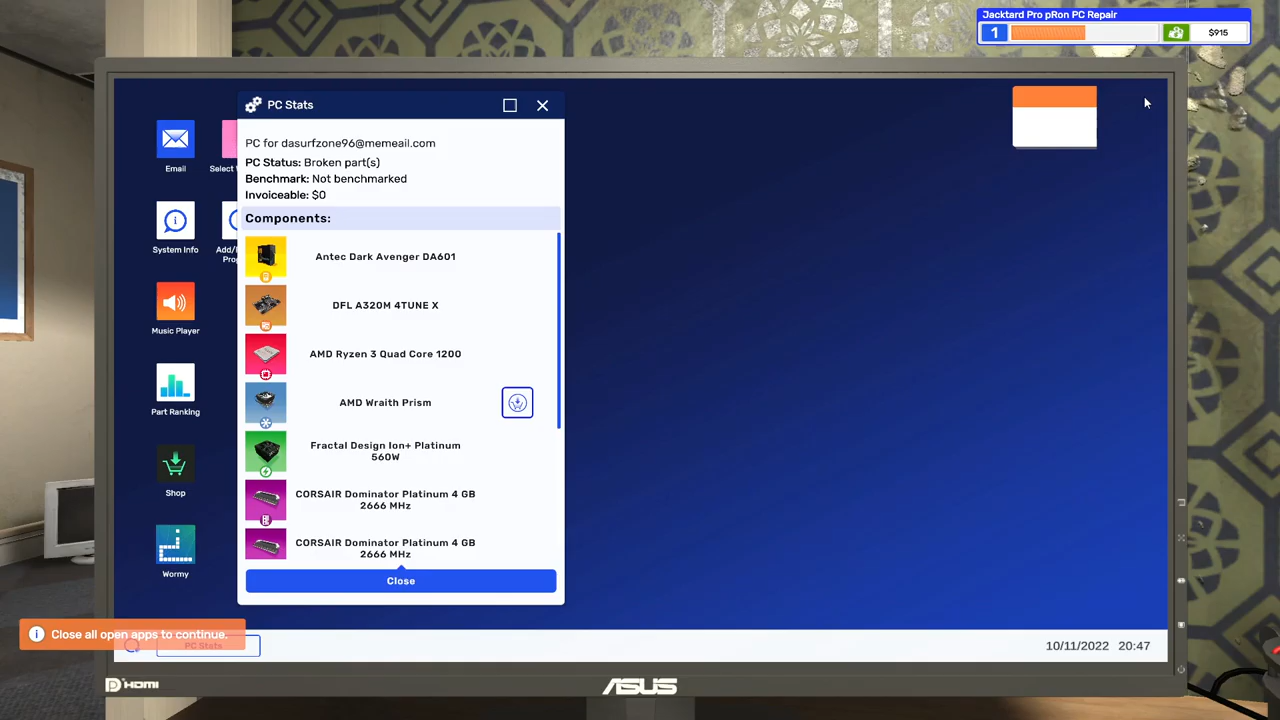 Jacktard Pro pRon PC Repair
1
$915
PC Stats
PC for dasurfzone96@memeail.com
PC Status: Broken part(s)
Benchmark: Not benchmarked
Invoiceable: $0
Components:
Antec Dark Avenger DA601
DFL A320M 4TUNE X
AMD Ryzen 3 Quad Core 1200
AMD Wraith Prism
Fractal Design Ion+ Platinum
560W
CORSAIR Dominator Platinum 4 GB
2666 MHz
CORSAIR Dominator Platinum 4 GB
2666 MHz
Close
Email
Select
System Info
Add/
Prog
Music Player
Part Ranking
Shop
Wormy
Close all open apps to continue.
PC Stats
10/11/2022 20:47
HDMI
ASUS